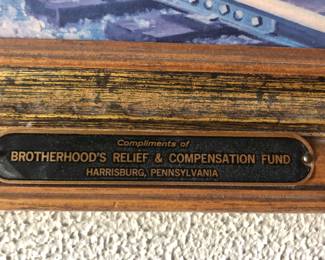 Compliments of
BROTHERHOOD'S RELIEF & COMPENSATION FUND
HARRISBURG, PENNSYLVANIA